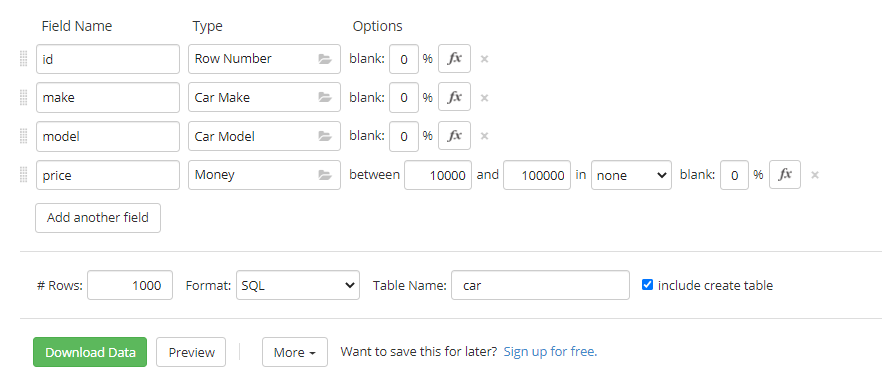 Field Name Type Options
id Row Number blank: 0 % fx ×
make Car Make blank: 0 % fx ×
model Car Model blank: 0 % fx ×
price Money between 10000 and 100000 in none blank: 0 % fx ×
Add another field
# Rows: 1000 Format: SQL Table Name: car include create table
Download Data Preview More Want to save this for later? Sign up for free.